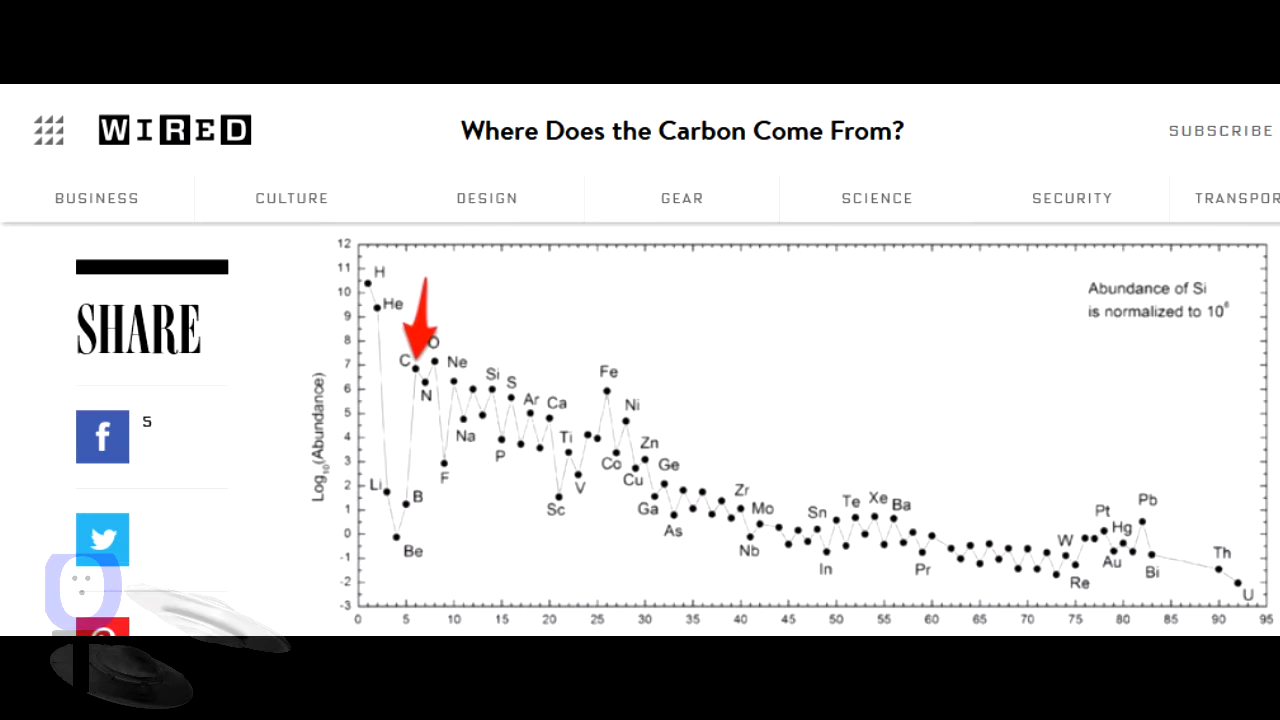 WIRED
Where Does the Carbon Come From?
SUBSCRIBE
BUSINESS
CULTURE
DESIGN
GEAR
SCIENCE
SECURITY
TRANSPOR
SHARE
f
5
Abundance of Si
is normalized to 10⁶
Log₁₀(Abundance)
12
11
10
9
8
7
6
5
4
3
2
1
0
-1
-2
-3
H
He
Li
Be
B
C
N
O
F
Ne
Na
Si
P
S
Ar
Ca
Sc
Ti
V
Fe
Co
Ni
Cu
Zn
Ga
Ge
As
Zr
Nb
Mo
In
Sn
Te
Xe
Ba
Pr
W
Re
Pt
Au
Hg
Pb
Bi
Th
U
0 5 10 15 20 25 30 35 40 45 50 55 60 65 70 75 80 85 90 95